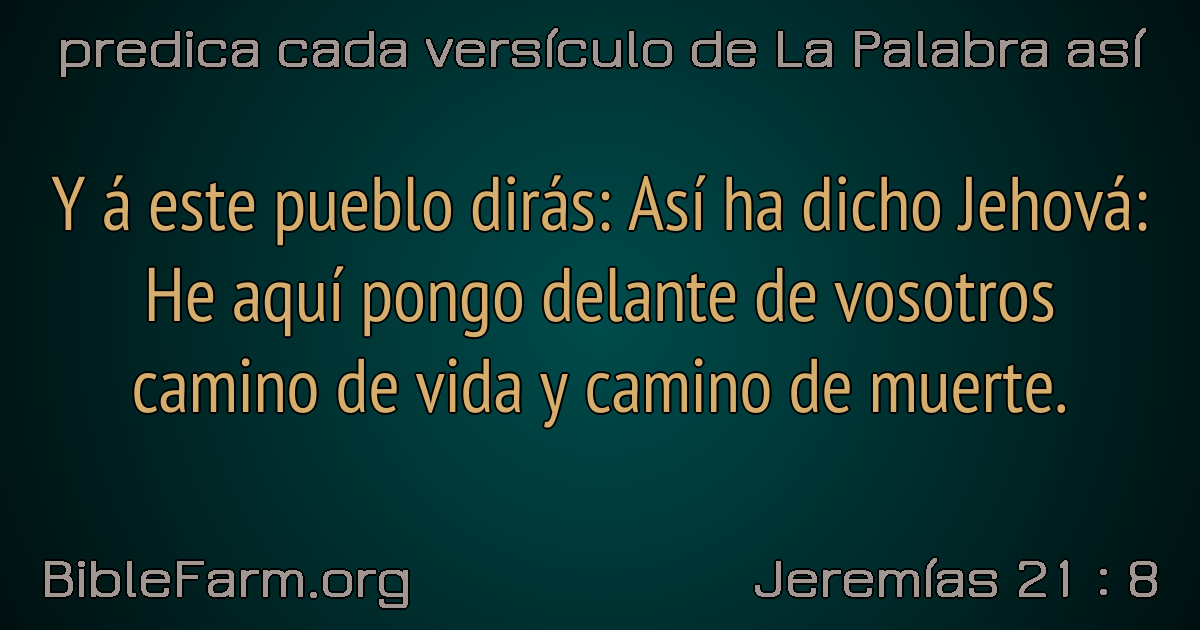 predica cada versículo de La Palabra así
Y á este pueblo dirás: Así ha dicho Jehová:
He aquí pongo delante de vosotros
camino de vida y camino de muerte.
BibleFarm.org
Jeremías 21 : 8